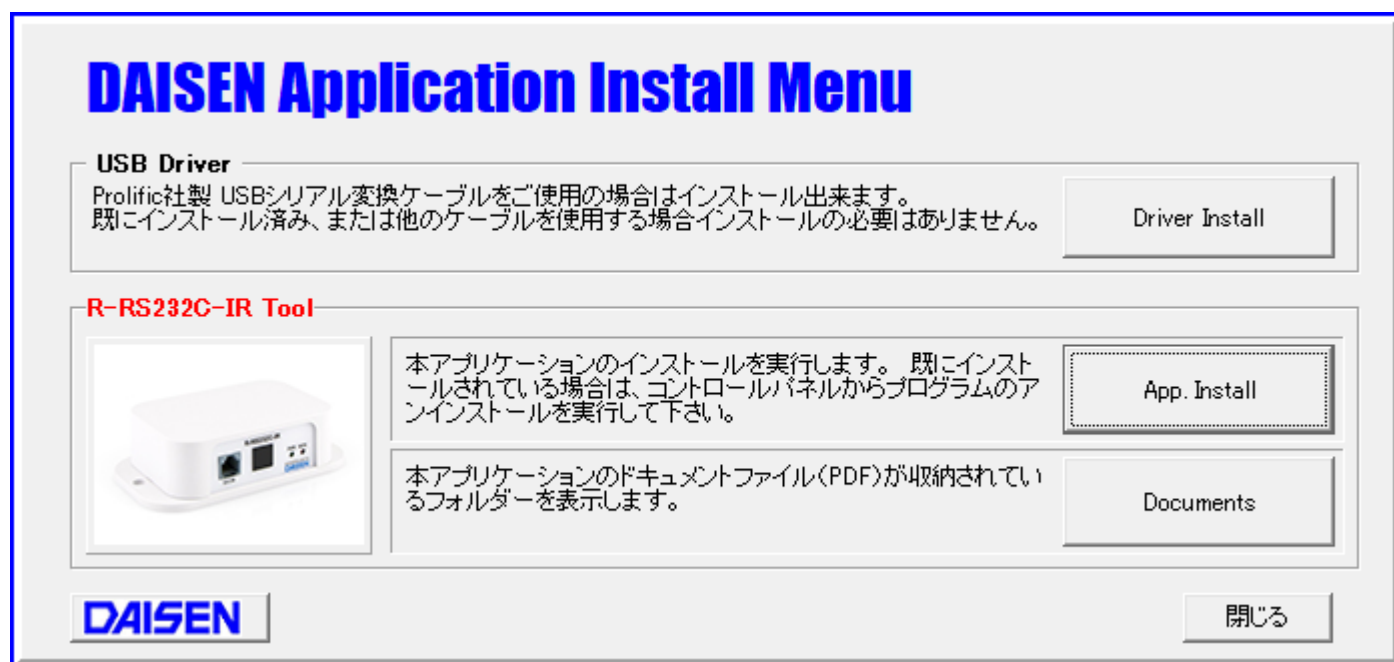 DAISEN Application Install Menu
USB Driver
Prolific社製 USBシリアル変換ケーブルをご使用の場合はインストール出来ます。
既にインストール済み、または他のケーブルを使用する場合インストールの必要はありません。
Driver Install
R-RS232C-IR Tool
本アプリケーションのインストールを実行します。 既にインスト
ールされている場合は、コントロールパネルからプログラムのア
ンインストールを実行して下さい。
App. Install
本アプリケーションのドキュメントファイル(PDF)が収納されてい
るフォルダーを表示します。
Documents
DAISEN
閉じる